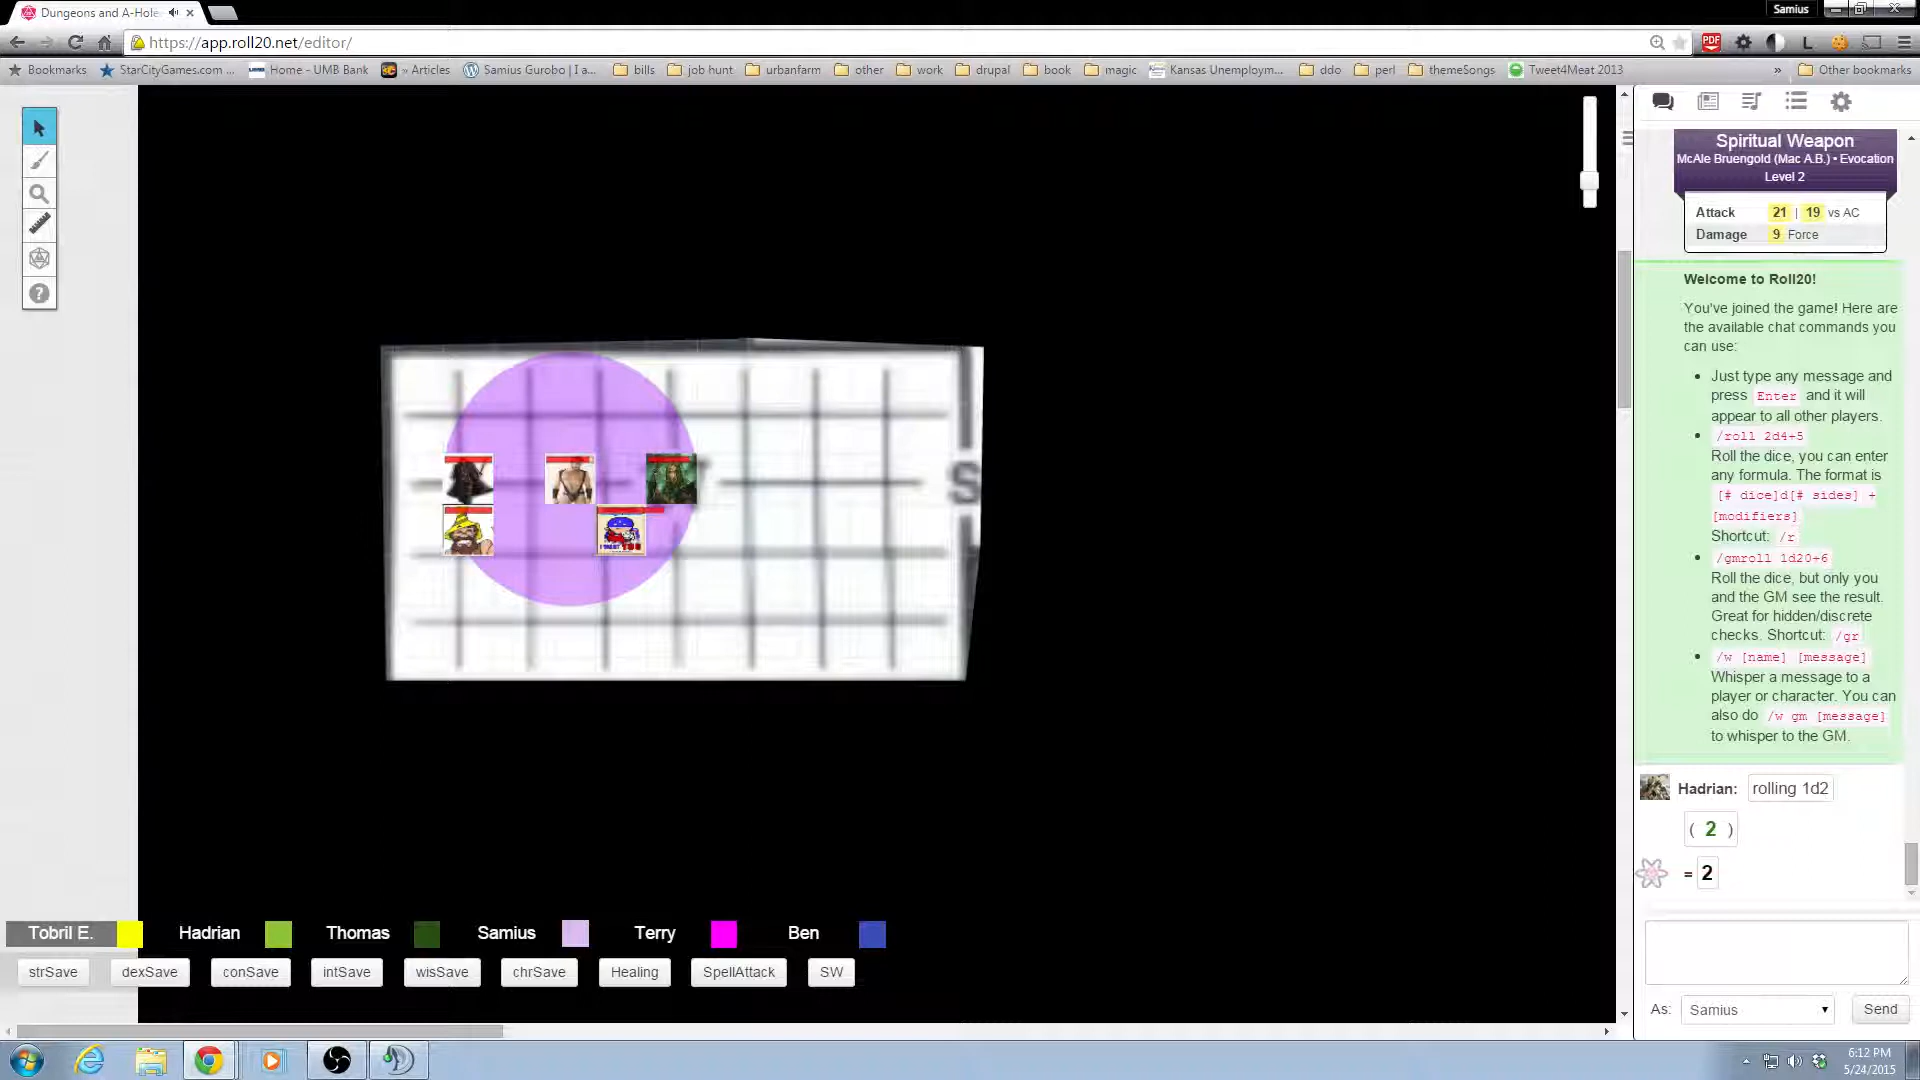 Dungeons and A-Hole
Samius
https://app.roll20.net/editor/
PDF
L
Bookmarks
StarCityGames.com ...
Home - UMB Bank
» Articles
Samius Gurobo | I a...
bills
job hunt
urbanfarm
other
work
drupal
book
magic
Kansas Unemploym...
ddo
perl
themeSongs
Tweet4Meat 2013
»
Other bookmarks
Spiritual Weapon
McAle Bruengold (Mac A.B.) • Evocation
Level 2
Attack 21 | 19 vs AC
Damage 9 Force
Welcome to Roll20!
You've joined the game! Here are
the available chat commands you
can use:
• Just type any message and
press Enter and it will
appear to all other players.
• /roll 2d4+5
Roll the dice, you can enter
any formula. The format is
[# dice]d[# sides] +
[modifiers]
Shortcut: /r
• /gmroll 1d20+6
Roll the dice, but only you
and the GM see the result.
Great for hidden/discrete
checks. Shortcut: /gr
• /w [name] [message]
Whisper a message to a
player or character. You can
also do /w gm [message]
to whisper to the GM.
Hadrian: rolling 1d2
( 2 )
= 2
S
Tobril E.
Hadrian
Thomas
Samius
Terry
Ben
strSave
dexSave
conSave
intSave
wisSave
chrSave
Healing
SpellAttack
SW
As: Samius
Send
6:12 PM
5/24/2015